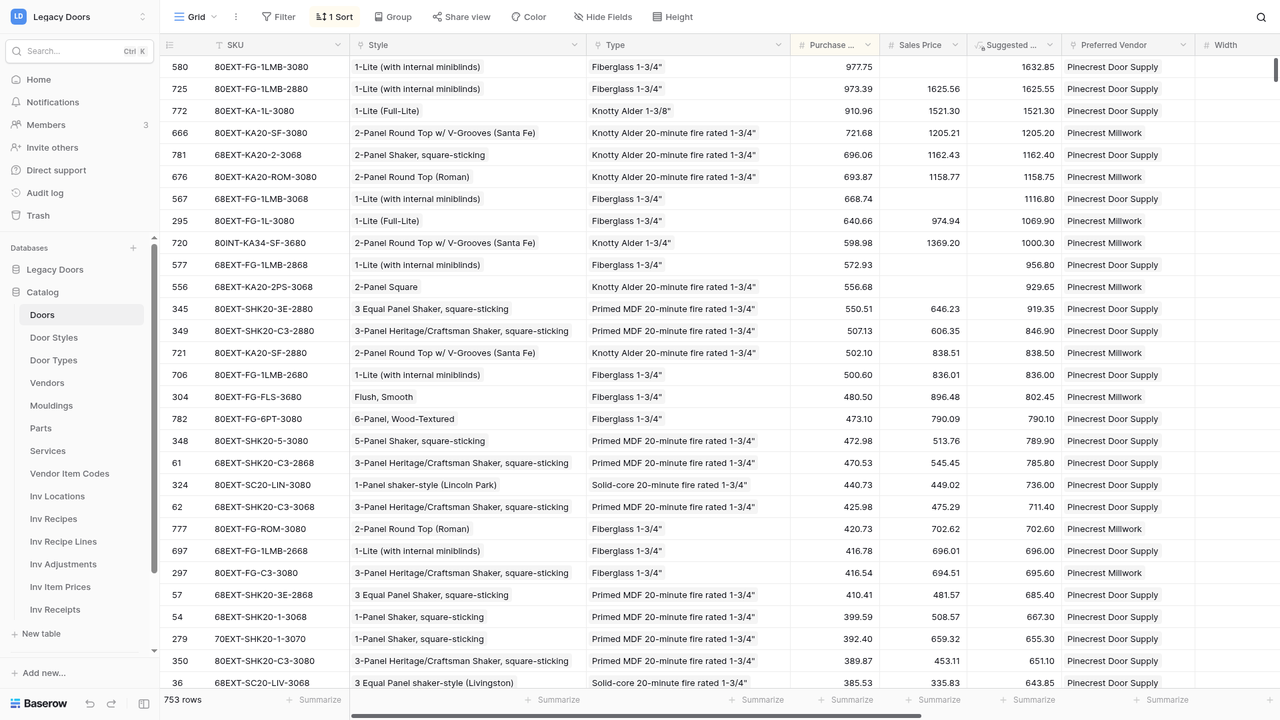 LD Legacy Doors
Search... Ctrl K
Home
Notifications
Members 3
Invite others
Direct support
Audit log
Trash
Databases
Legacy Doors
Catalog
Doors
Door Styles
Door Types
Vendors
Mouldings
Parts
Services
Vendor Item Codes
Inv Locations
Inv Recipes
Inv Recipe Lines
Inv Adjustments
Inv Item Prices
Inv Receipts
New table
Add new...
Baserow
Grid Filter 1 Sort Group Share view Color Hide Fields Height
SKU Style Type Purchase ... Sales Price Suggested ... Preferred Vendor Width
580 80EXT-FG-1LMB-3080 1-Lite (with internal miniblinds) Fiberglass 1-3/4" 977.75 1632.85 Pinecrest Door Supply
725 80EXT-FG-1LMB-2880 1-Lite (with internal miniblinds) Fiberglass 1-3/4" 973.39 1625.56 1625.55 Pinecrest Door Supply
772 80EXT-KA-1L-3080 1-Lite (Full-Lite) Knotty Alder 1-3/8" 910.96 1521.30 1521.30 Pinecrest Door Supply
666 80EXT-KA20-SF-3080 2-Panel Round Top w/ V-Grooves (Santa Fe) Knotty Alder 20-minute fire rated 1-3/4" 721.68 1205.21 1205.20 Pinecrest Millwork
781 68EXT-KA20-2-3068 2-Panel Shaker, square-sticking Knotty Alder 20-minute fire rated 1-3/4" 696.06 1162.43 1162.40 Pinecrest Door Supply
676 80EXT-KA20-ROM-3080 2-Panel Round Top (Roman) Knotty Alder 20-minute fire rated 1-3/4" 693.87 1158.77 1158.75 Pinecrest Millwork
567 68EXT-FG-1LMB-3068 1-Lite (with internal miniblinds) Fiberglass 1-3/4" 668.74 1116.80 Pinecrest Door Supply
295 80EXT-FG-1L-3080 1-Lite (Full-Lite) Fiberglass 1-3/4" 640.66 974.94 1069.90 Pinecrest Millwork
720 80INT-KA34-SF-3680 2-Panel Round Top w/ V-Grooves (Santa Fe) Knotty Alder 1-3/4" 598.98 1369.20 1000.30 Pinecrest Millwork
577 68EXT-FG-1LMB-2868 1-Lite (with internal miniblinds) Fiberglass 1-3/4" 572.93 956.80 Pinecrest Door Supply
556 68EXT-KA20-2PS-3068 2-Panel Square Knotty Alder 20-minute fire rated 1-3/4" 556.68 929.65 Pinecrest Millwork
345 80EXT-SHK20-3E-2880 3 Equal Panel Shaker, square-sticking Primed MDF 20-minute fire rated 1-3/4" 550.51 646.23 919.35 Pinecrest Door Supply
349 80EXT-SHK20-C3-2880 3-Panel Heritage/Craftsman Shaker, square-sticking Primed MDF 20-minute fire rated 1-3/4" 507.13 606.35 846.90 Pinecrest Door Supply
721 80EXT-KA20-SF-2880 2-Panel Round Top w/ V-Grooves (Santa Fe) Knotty Alder 20-minute fire rated 1-3/4" 502.10 838.51 838.50 Pinecrest Millwork
706 80EXT-FG-1LMB-2680 1-Lite (with internal miniblinds) Fiberglass 1-3/4" 500.60 836.01 836.00 Pinecrest Door Supply
304 80EXT-FG-FLS-3680 Flush, Smooth Fiberglass 1-3/4" 480.50 896.48 802.45 Pinecrest Millwork
782 80EXT-FG-6PT-3080 6-Panel, Wood-Textured Fiberglass 1-3/4" 473.10 790.09 790.10 Pinecrest Door Supply
348 80EXT-SHK20-5-3080 5-Panel Shaker, square-sticking Primed MDF 20-minute fire rated 1-3/4" 472.98 513.76 789.90 Pinecrest Door Supply
61 68EXT-SHK20-C3-2868 3-Panel Heritage/Craftsman Shaker, square-sticking Primed MDF 20-minute fire rated 1-3/4" 470.53 545.45 785.80 Pinecrest Door Supply
324 80EXT-SC20-LIN-3080 1-Panel shaker-style (Lincoln Park) Solid-core 20-minute fire rated 1-3/4" 440.73 449.02 736.00 Pinecrest Door Supply
62 68EXT-SHK20-C3-3068 3-Panel Heritage/Craftsman Shaker, square-sticking Primed MDF 20-minute fire rated 1-3/4" 425.98 475.29 711.40 Pinecrest Door Supply
777 80EXT-FG-ROM-3080 2-Panel Round Top (Roman) Fiberglass 1-3/4" 420.73 702.62 702.60 Pinecrest Millwork
697 68EXT-FG-1LMB-2668 1-Lite (with internal miniblinds) Fiberglass 1-3/4" 416.78 696.01 696.00 Pinecrest Door Supply
297 80EXT-FG-C3-3080 3-Panel Heritage/Craftsman Shaker, square-sticking Fiberglass 1-3/4" 416.54 694.51 695.60 Pinecrest Millwork
57 68EXT-SHK20-3E-2868 3 Equal Panel Shaker, square-sticking Primed MDF 20-minute fire rated 1-3/4" 410.41 481.57 685.40 Pinecrest Door Supply
54 68EXT-SHK20-1-3068 1-Panel Shaker, square-sticking Primed MDF 20-minute fire rated 1-3/4" 399.59 508.57 667.30 Pinecrest Door Supply
279 70EXT-SHK20-1-3070 1-Panel Shaker, square-sticking Primed MDF 20-minute fire rated 1-3/4" 392.40 659.32 655.30 Pinecrest Door Supply
350 80EXT-SHK20-C3-3080 3-Panel Heritage/Craftsman Shaker, square-sticking Primed MDF 20-minute fire rated 1-3/4" 389.87 453.11 651.10 Pinecrest Door Supply
36 68EXT-SC20-LIV-3068 3 Equal Panel shaker-style (Livingston) Solid-core 20-minute fire rated 1-3/4" 385.53 335.83 643.85 Pinecrest Door Supply
753 rows Summarize Summarize Summarize Summarize Summarize Summarize Summarize